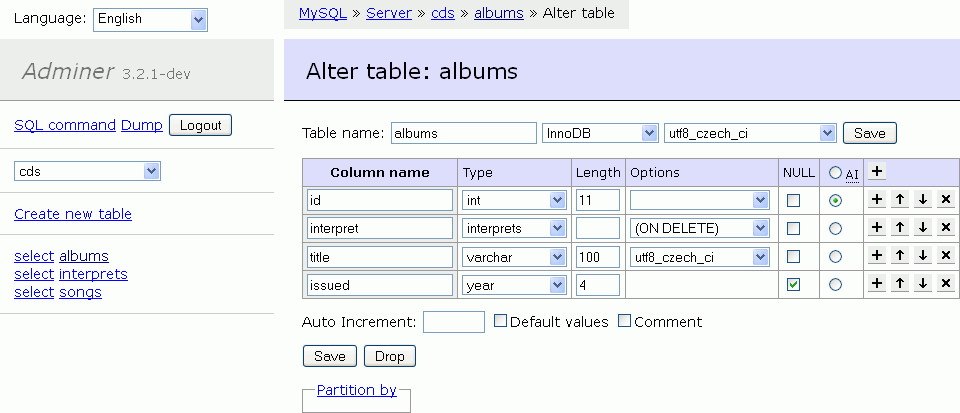 Language: English
MySQL » Server » cds » albums » Alter table
Adminer 3.2.1-dev
Alter table: albums
SQL command Dump Logout
cds
Create new table
select albums
select interprets
select songs
Table name: albums InnoDB utf8_czech_ci Save
Column name Type Length Options NULL AI +
id int 11 + ↑ ↓ ×
interpret interprets (ON DELETE) + ↑ ↓ ×
title varchar 100 utf8_czech_ci + ↑ ↓ ×
issued year 4 + ↑ ↓ ×
Auto Increment: Default values Comment
Save Drop
Partition by